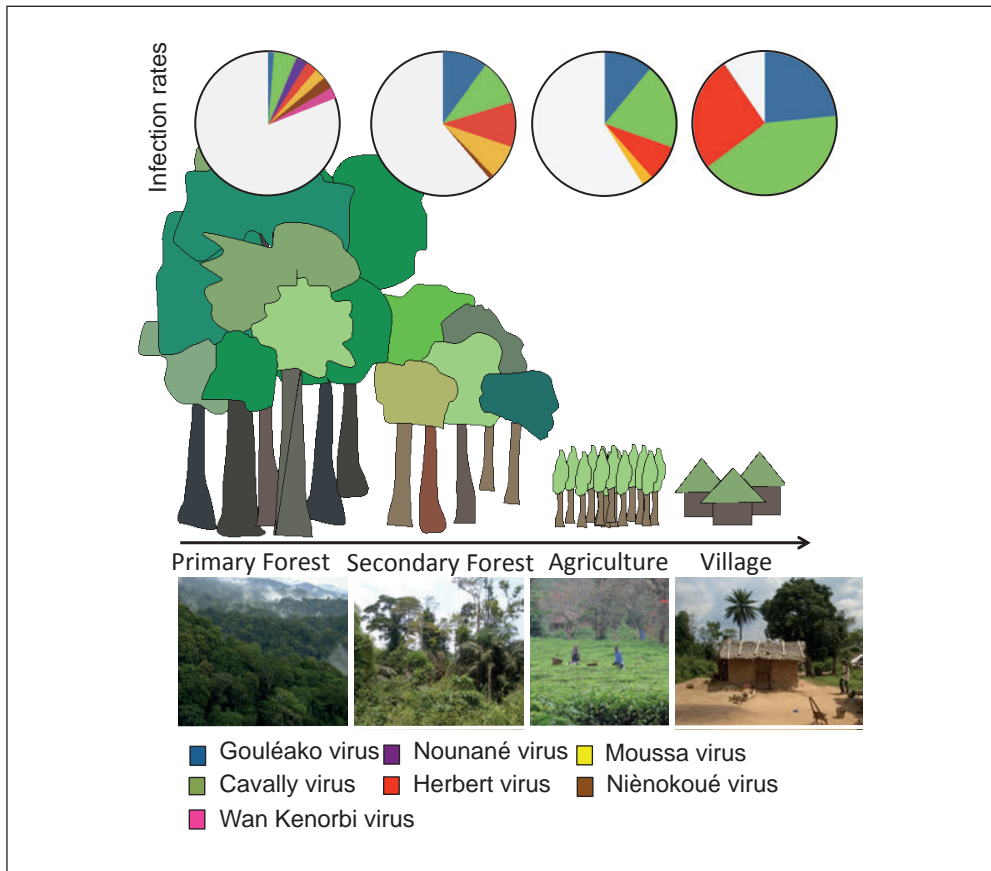 Infection rates
Primary Forest Secondary Forest Agriculture Village
Gouléako virus Nounané virus Moussa virus
Cavally virus Herbert virus Niènokoué virus
Wan Kenorbi virus